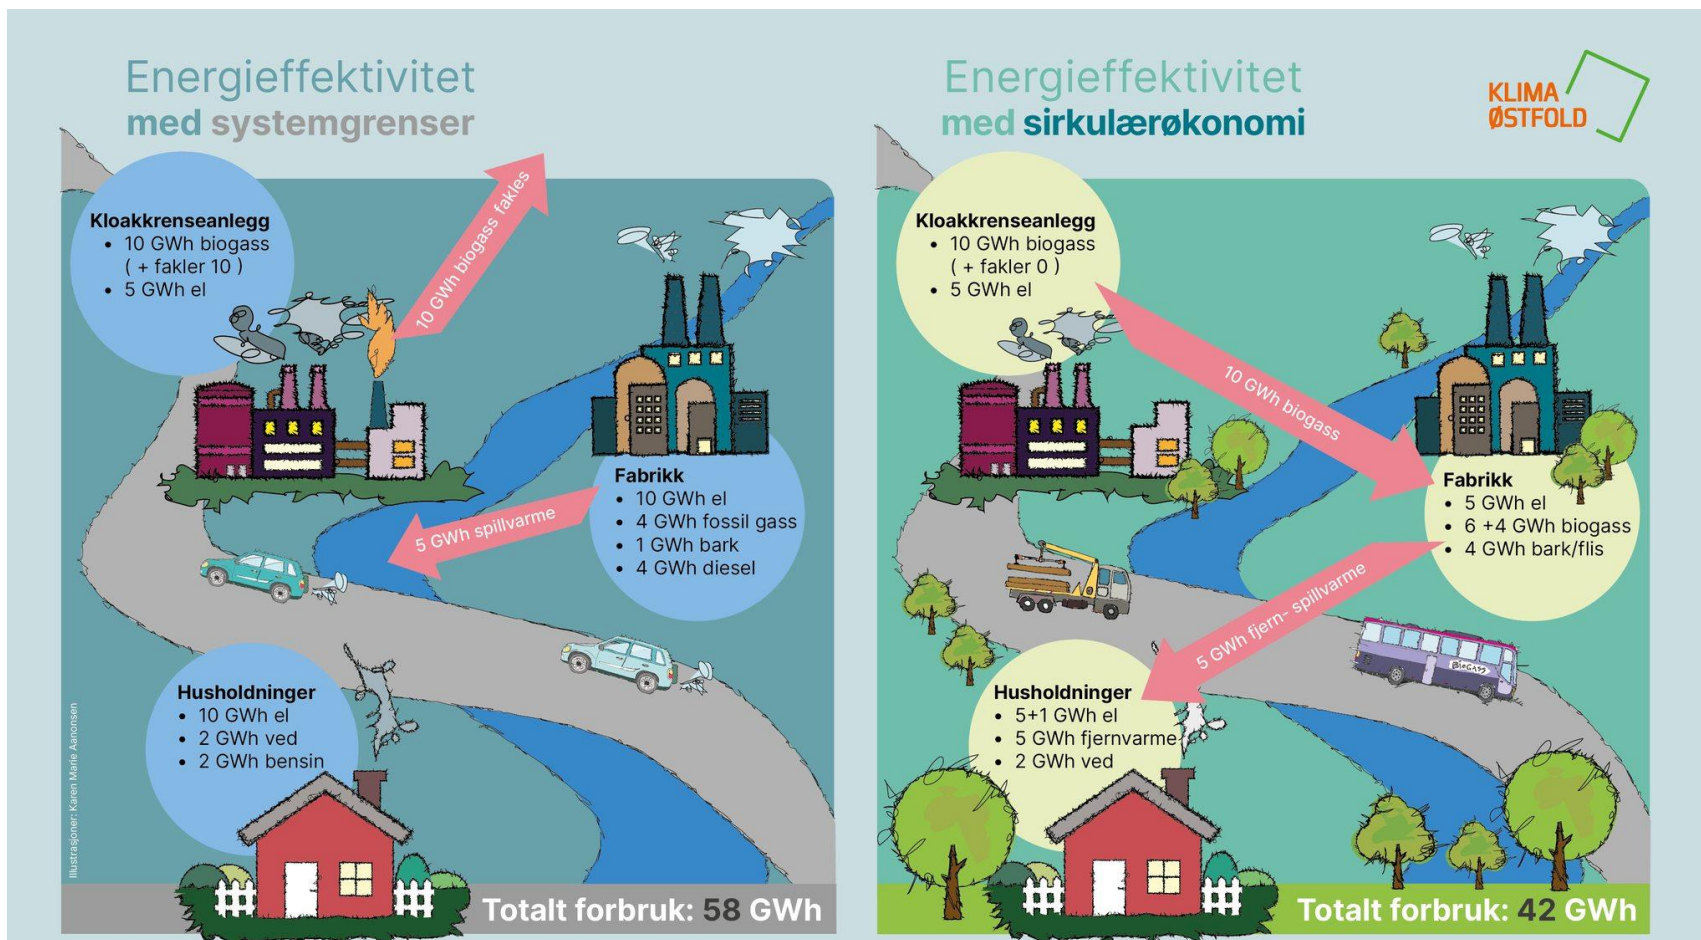 Energieffektivitet
med systemgrenser
Kloakkrenseanlegg
• 10 GWh biogass
( + fakler 10 )
• 5 GWh el
10 GWh biogass fakles
Fabrikk
• 10 GWh el
• 4 GWh fossil gass
• 1 GWh bark
• 4 GWh diesel
5 GWh spillvarme
Husholdninger
• 10 GWh el
• 2 GWh ved
• 2 GWh bensin
Illustrasjoner: Karen Marie Aanonsen
Totalt forbruk: 58 GWh
Energieffektivitet
med sirkulærøkonomi
KLIMA
ØSTFOLD
Kloakkrenseanlegg
• 10 GWh biogass
( + fakler 0 )
• 5 GWh el
10 GWh biogass
Fabrikk
• 5 GWh el
• 6 +4 GWh biogass
• 4 GWh bark/flis
5 GWh fjern- spillvarme
BIOGASS
Husholdninger
• 5+1 GWh el
• 5 GWh fjernvarme
• 2 GWh ved
Totalt forbruk: 42 GWh